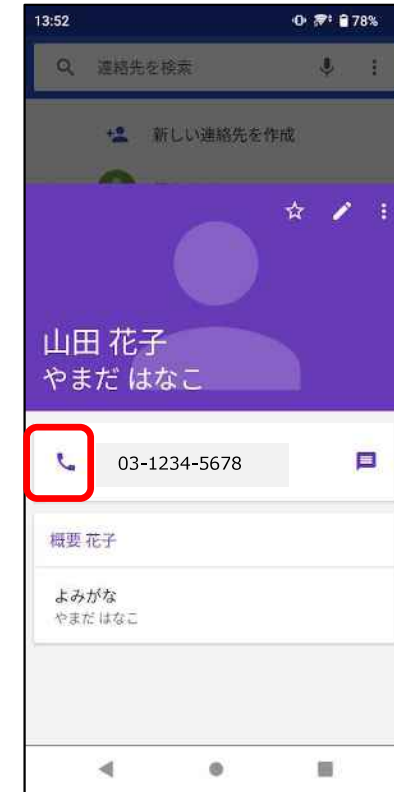 13:52
78%
連絡先を検索
新しい連絡先を作成
山田 花子
やまだ はなこ
03-1234-5678
概要 花子
よみがな
やまだ はなこ